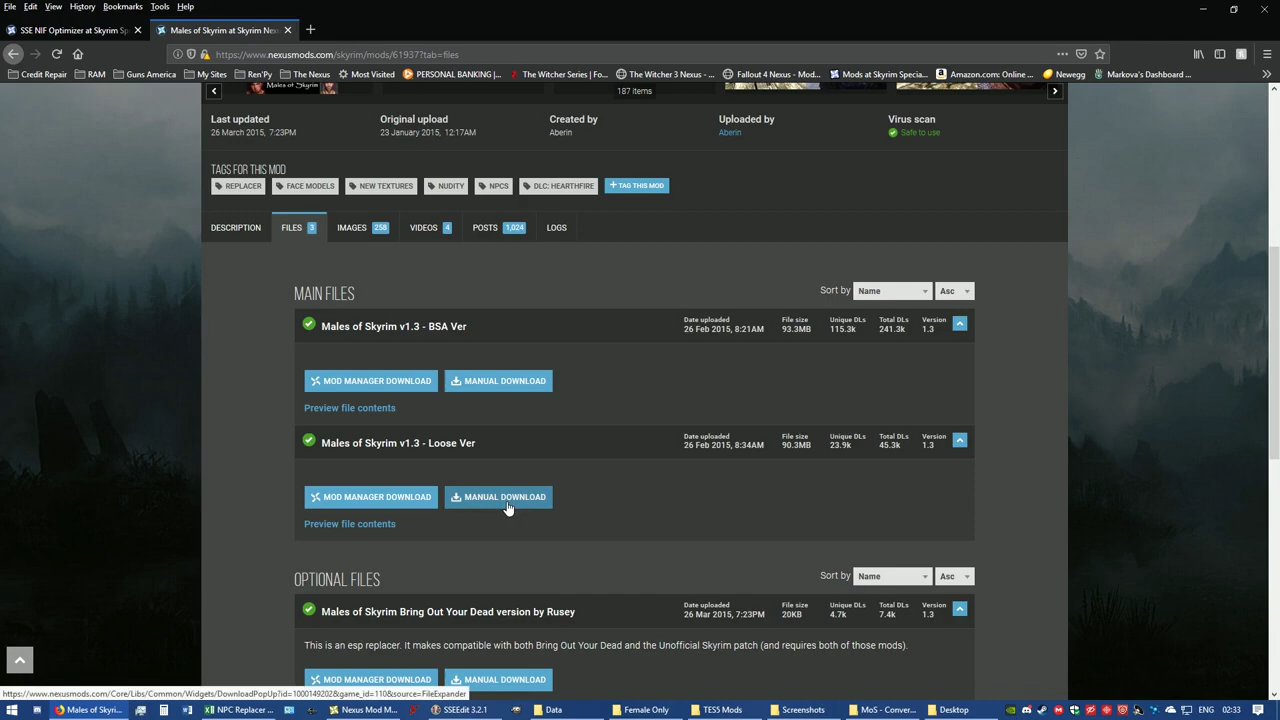 File Edit View History Bookmarks Tools Help
SSE NIF Optimizer at Skyrim Sp
Males of Skyrim at Skyrim Nex
https://www.nexusmods.com/skyrim/mods/61937?tab=files
Credit Repair RAM Guns America My Sites Ren'Py The Nexus Most Visited PERSONAL BANKING |... The Witcher Series | Fo... The Witcher 3 Nexus - ... Fallout 4 Nexus - Mod... Mods at Skyrim Specia... Amazon.com: Online ... Newegg Markova's Dashboard ...
Males of Skyrim
187 items
Last updated Original upload Created by Uploaded by Virus scan
26 March 2015, 7:23PM 23 January 2015, 12:17AM Aberin Aberin Safe to use
TAGS FOR THIS MOD
REPLACER FACE MODELS NEW TEXTURES NUDITY NPCS DLC: HEARTHFIRE + TAG THIS MOD
DESCRIPTION FILES 3 IMAGES 258 VIDEOS 4 POSTS 1,024 LOGS
MAIN FILES Sort by Name Asc
Date uploaded File size Unique DLs Total DLs Version
Males of Skyrim v1.3 - BSA Ver 26 Feb 2015, 8:21AM 93.3MB 115.3k 241.3k 1.3
MOD MANAGER DOWNLOAD MANUAL DOWNLOAD
Preview file contents
Date uploaded File size Unique DLs Total DLs Version
Males of Skyrim v1.3 - Loose Ver 26 Feb 2015, 8:34AM 90.3MB 23.9k 45.3k 1.3
MOD MANAGER DOWNLOAD MANUAL DOWNLOAD
Preview file contents
OPTIONAL FILES Sort by Name Asc
Date uploaded File size Unique DLs Total DLs Version
Males of Skyrim Bring Out Your Dead version by Rusey 26 Mar 2015, 7:23PM 20KB 4.7k 7.4k 1.3
This is an esp replacer. It makes compatible with both Bring Out Your Dead and the Unofficial Skyrim patch (and requires both of those mods).
MOD MANAGER DOWNLOAD MANUAL DOWNLOAD
https://www.nexusmods.com/Core/Libs/Common/Widgets/DownloadPopUp?id=1000149202&game_id=110&source=FileExpander
Males of Skyri... NPC Replacer ... Nexus Mod M... SSEEdit 3.2.1 Data Female Only TES5 Mods Screenshots MoS - Conver... Desktop ENG 02:33